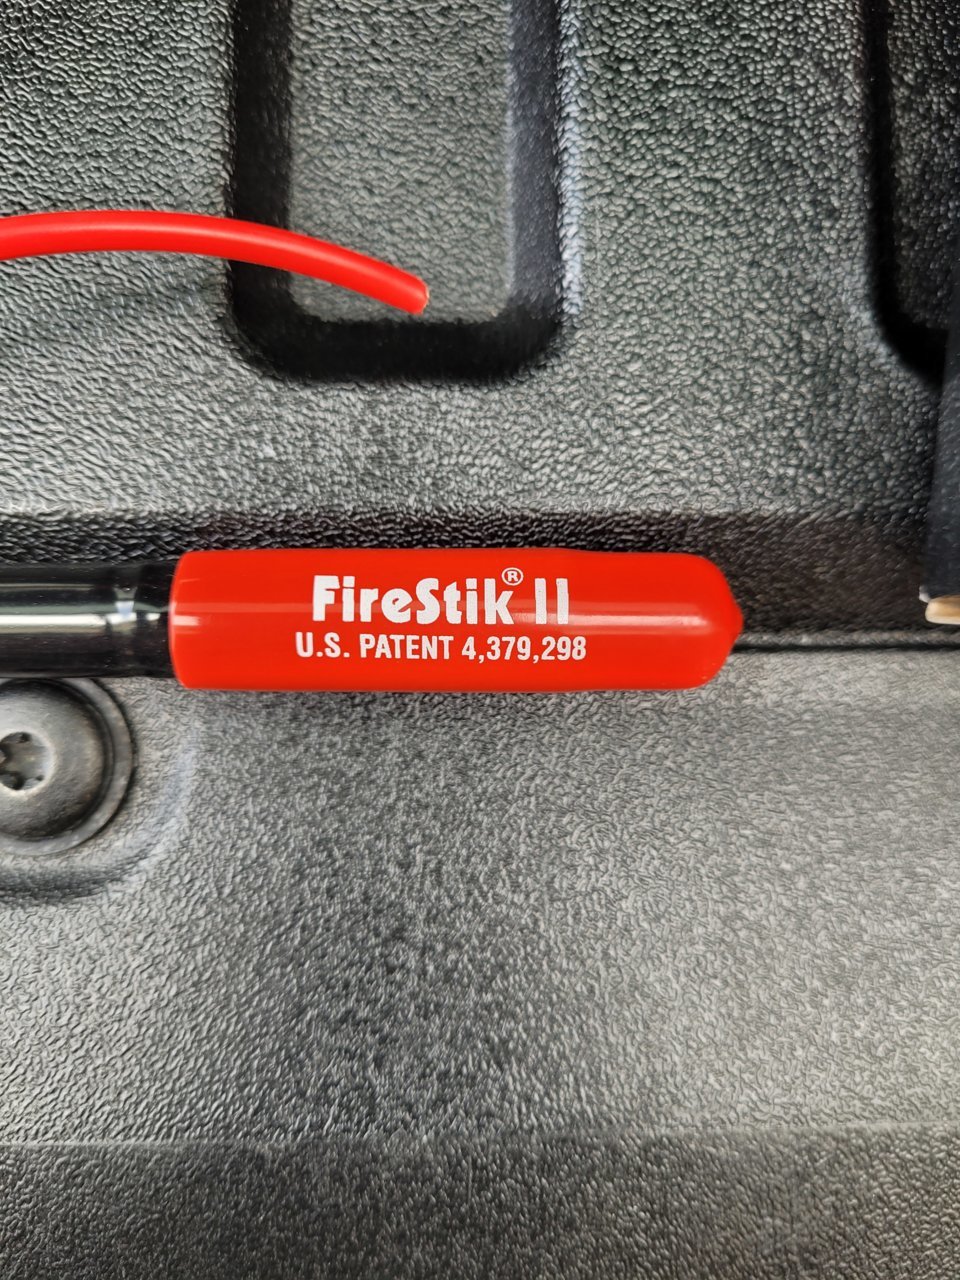 FireStik® II
U.S. PATENT 4,379,298